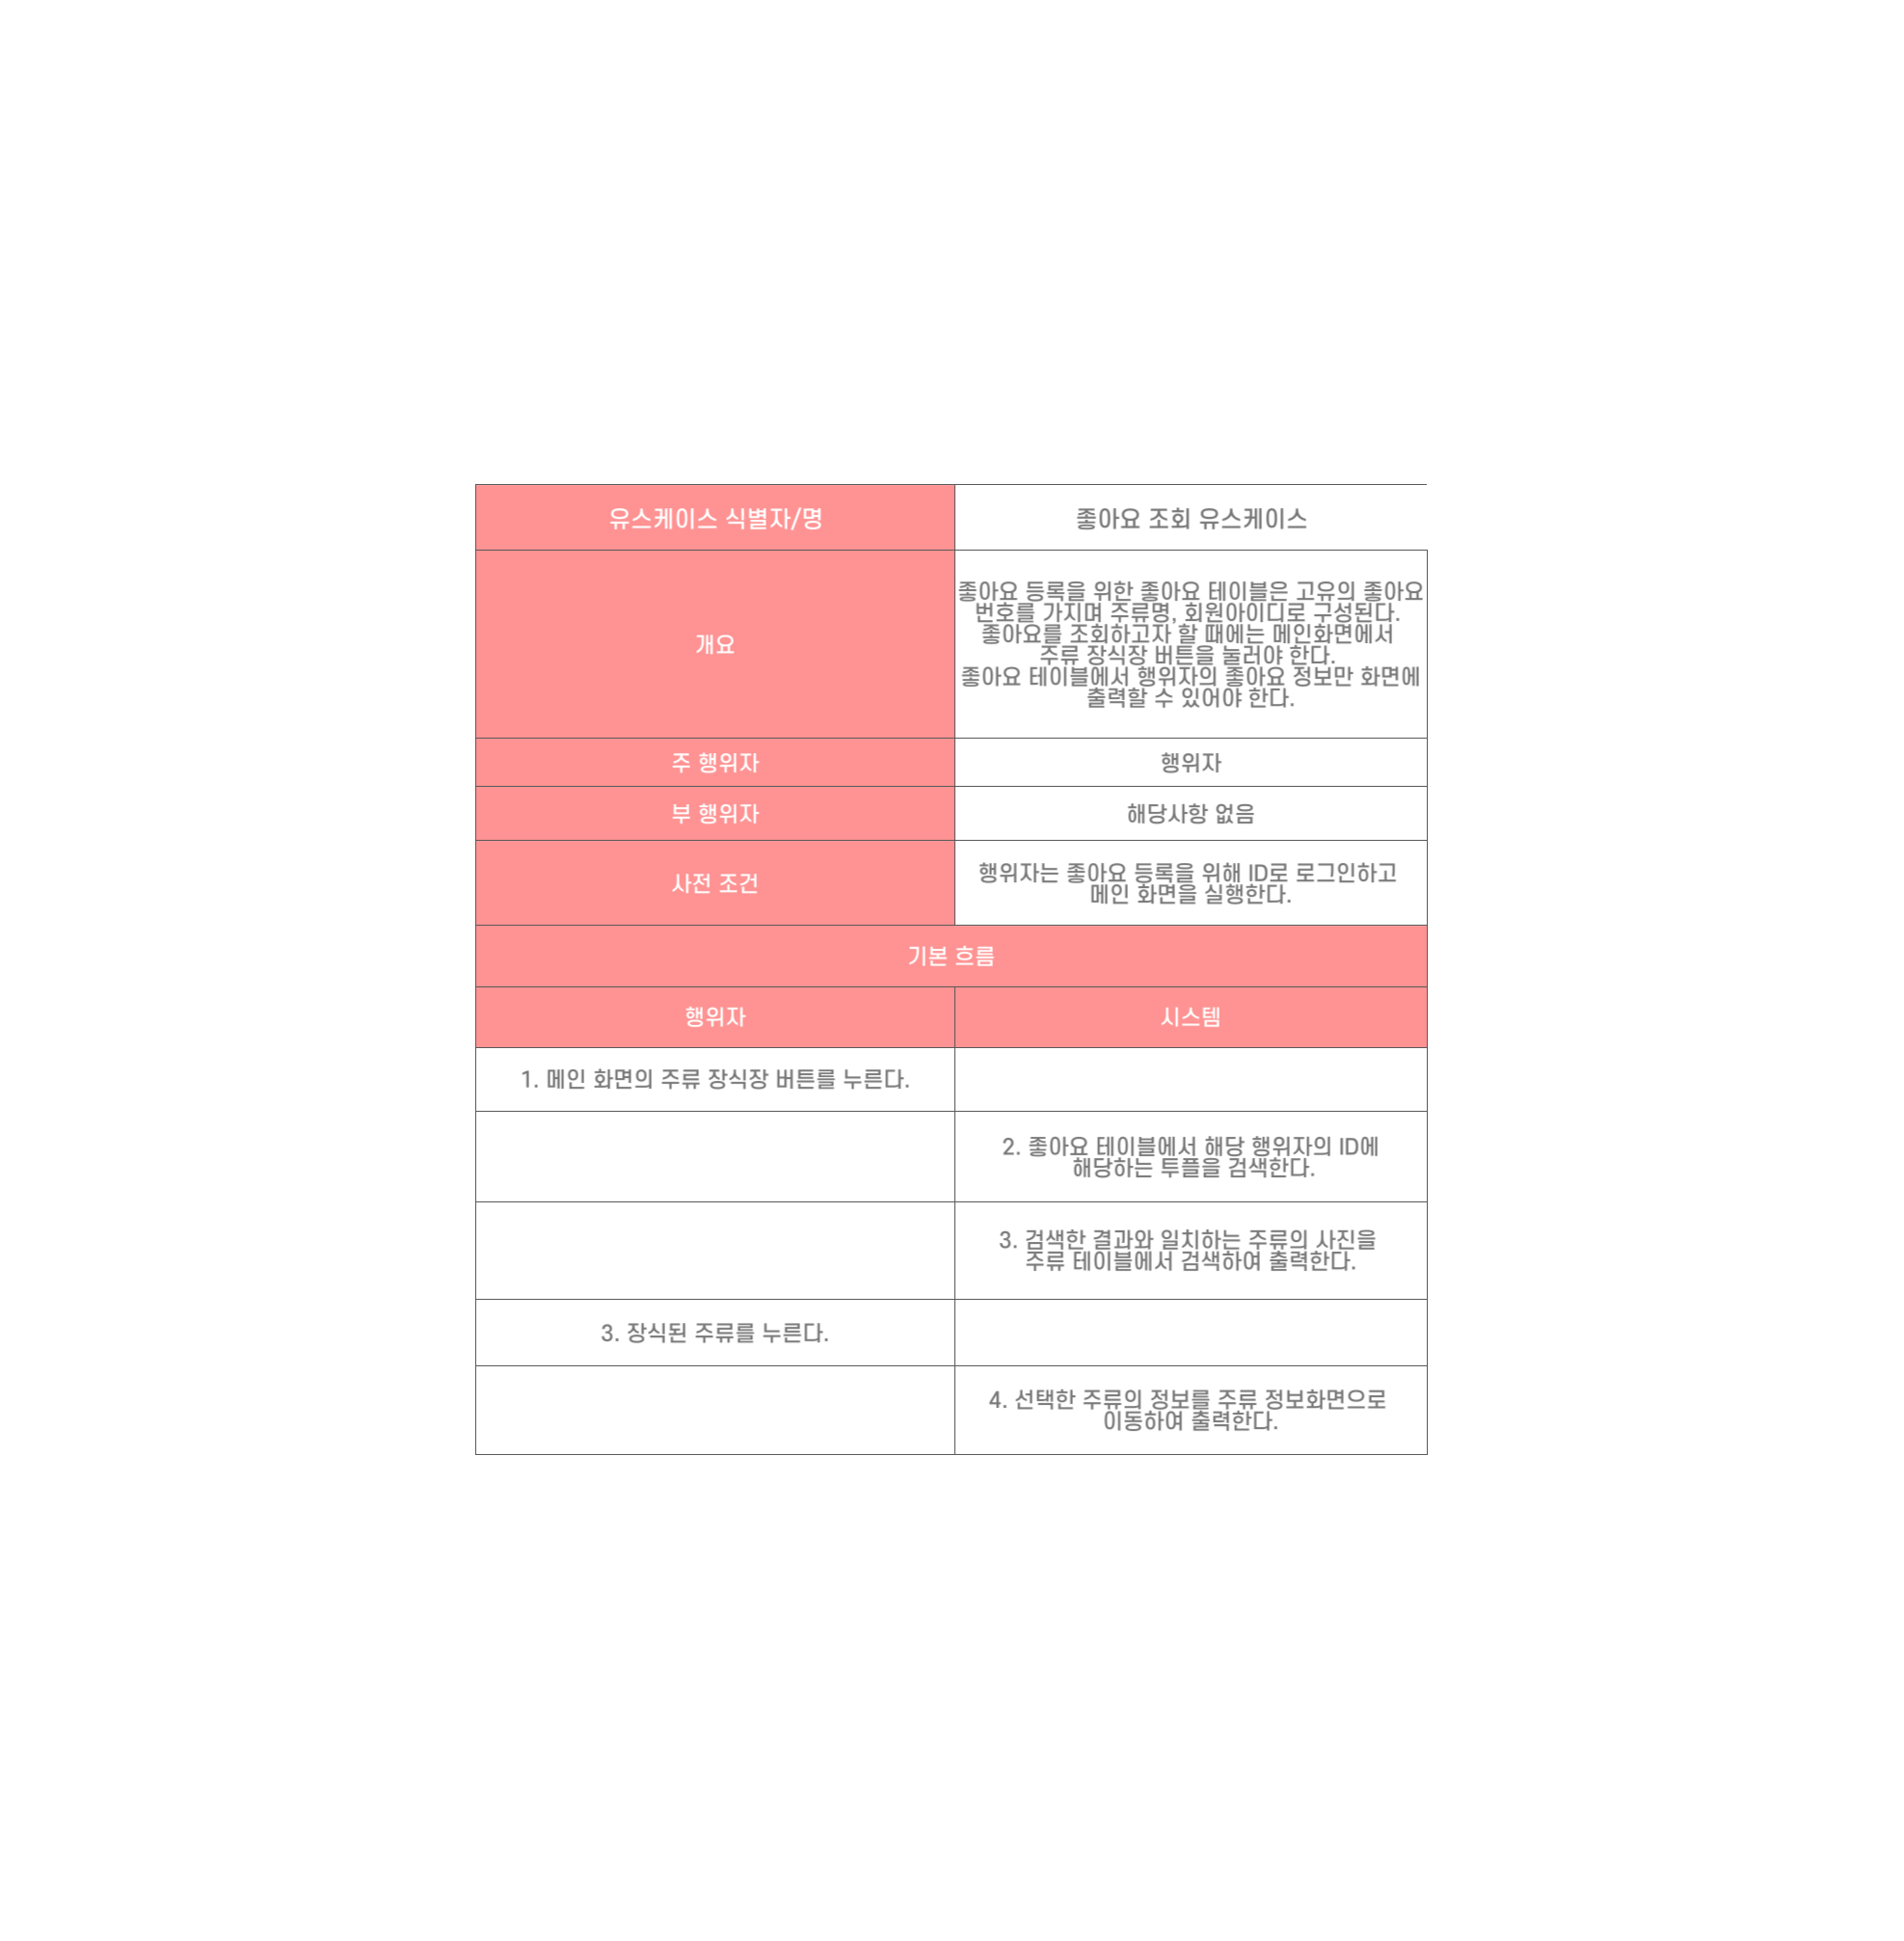 유스케이스 식별자/명
좋아요 조회 유스케이스
개요
좋아요 등록을 위한 좋아요 테이블은 고유의 좋아요
번호를 가지며 주류명, 회원아이디로 구성된다.
좋아요를 조회하고자 할 때에는 메인화면에서
주류 장식장 버튼을 눌러야 한다.
좋아요 테이블에서 행위자의 좋아요 정보만 화면에
출력할 수 있어야 한다.
주 행위자
행위자
부 행위자
해당사항 없음
사전 조건
행위자는 좋아요 등록을 위해 ID로 로그인하고
메인 화면을 실행한다.
기본 흐름
행위자
시스템
1. 메인 화면의 주류 장식장 버튼를 누른다.
2. 좋아요 테이블에서 해당 행위자의 ID에
해당하는 투플을 검색한다.
3. 검색한 결과와 일치하는 주류의 사진을
주류 테이블에서 검색하여 출력한다.
3. 장식된 주류를 누른다.
4. 선택한 주류의 정보를 주류 정보화면으로
이동하여 출력한다.